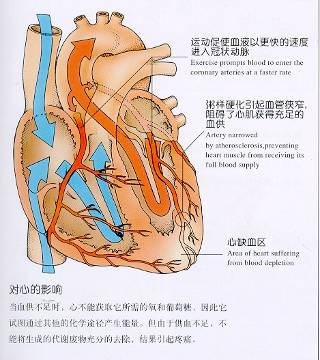 运动促使血液以更快的速度
进入冠状动脉
Exercise prompts blood to enter the
coronary arteries at a faster rate
粥样硬化引起血管狭窄,
阻碍了心肌获得充足的
血供
Artery narrowed
by atherosclerosis,preventing
heart muscle from receiving its
full blood supply
心缺血区
Area of heart suffering
from blood depletion
对心的影响
当血供不足时，心不能获取它所需的氧和葡萄糖。因此它
试图通过其他的化学途径产生能量。但由于供血不足，不
能将生成的代谢废物充分的去除，结果引起疼痛。